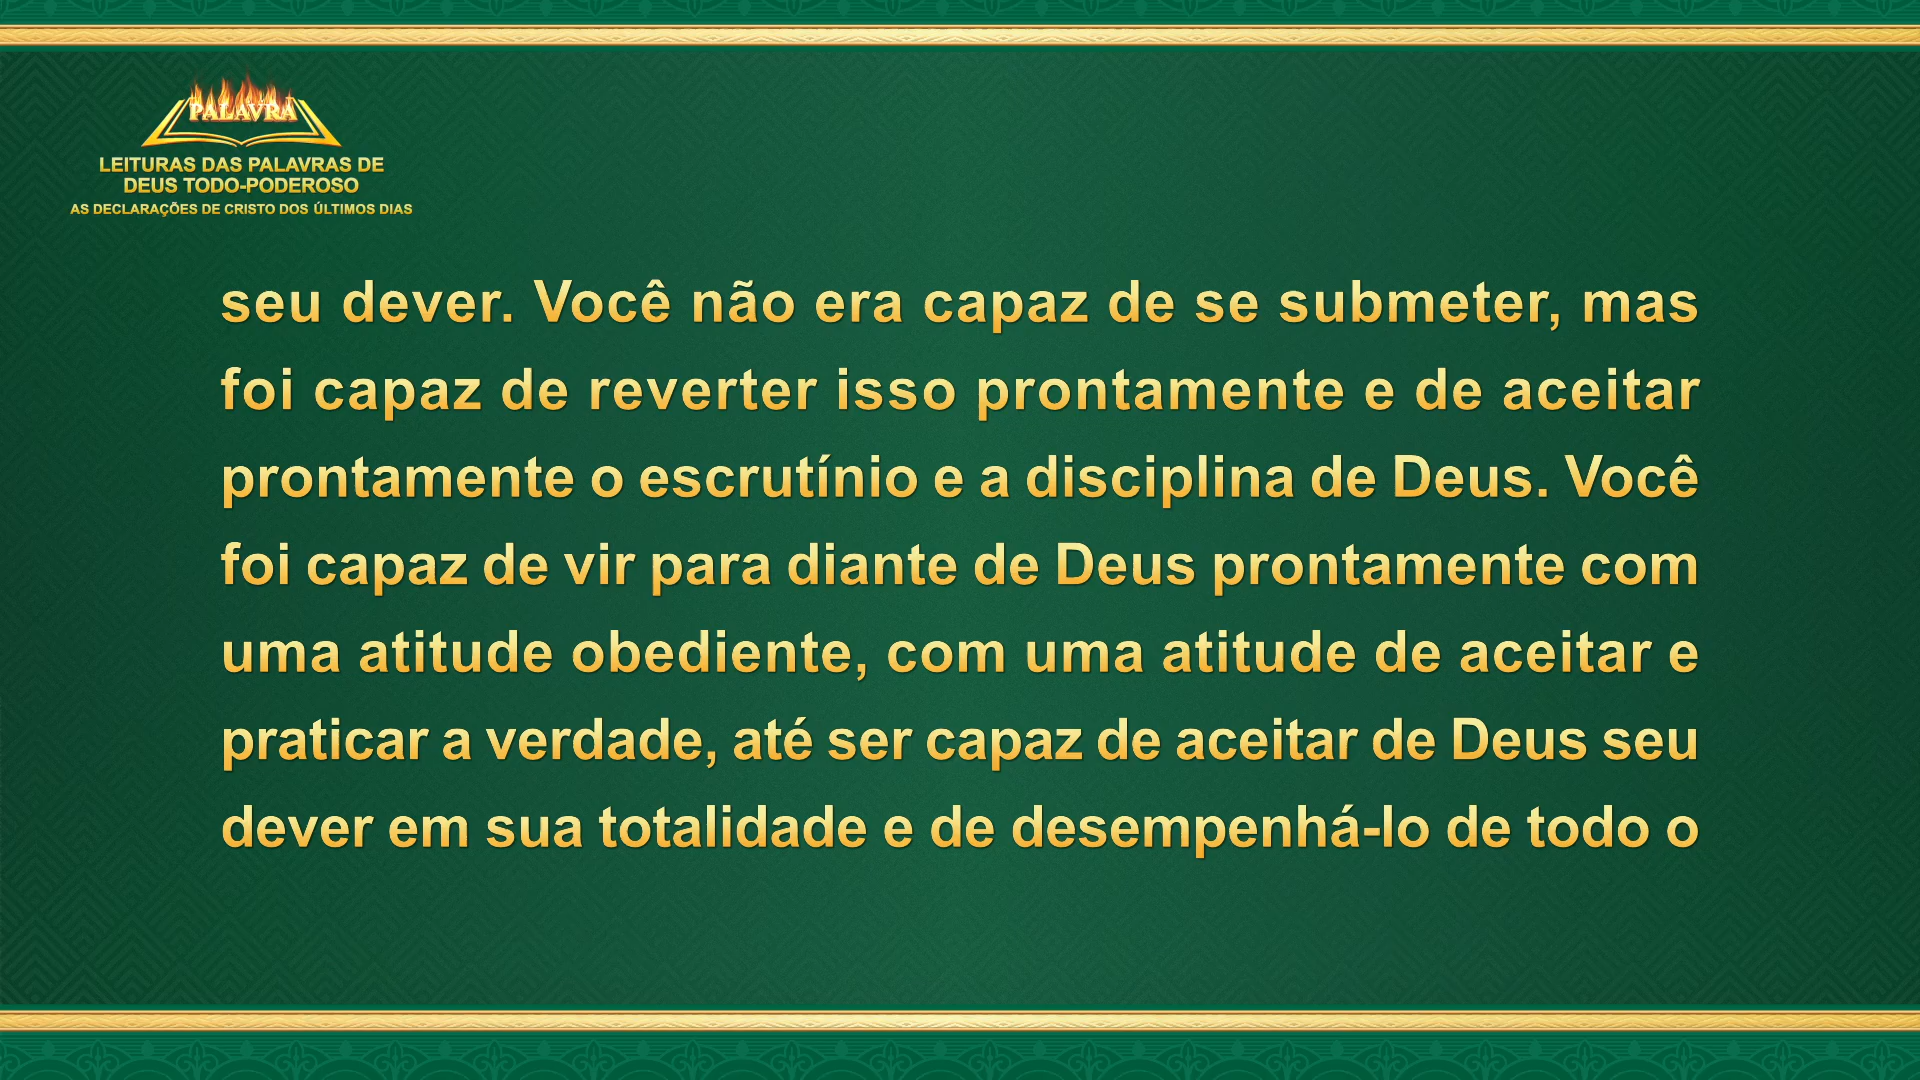 PALAVRA
LEITURAS DAS PALAVRAS DE
DEUS TODO-PODEROSO
AS DECLARAÇÕES DE CRISTO DOS ÚLTIMOS DIAS
seu dever. Você não era capaz de se submeter, mas
foi capaz de reverter isso prontamente e de aceitar
prontamente o escrutínio e a disciplina de Deus. Você
foi capaz de vir para diante de Deus prontamente com
uma atitude obediente, com uma atitude de aceitar e
praticar a verdade, até ser capaz de aceitar de Deus seu
dever em sua totalidade e de desempenhá-lo de todo o